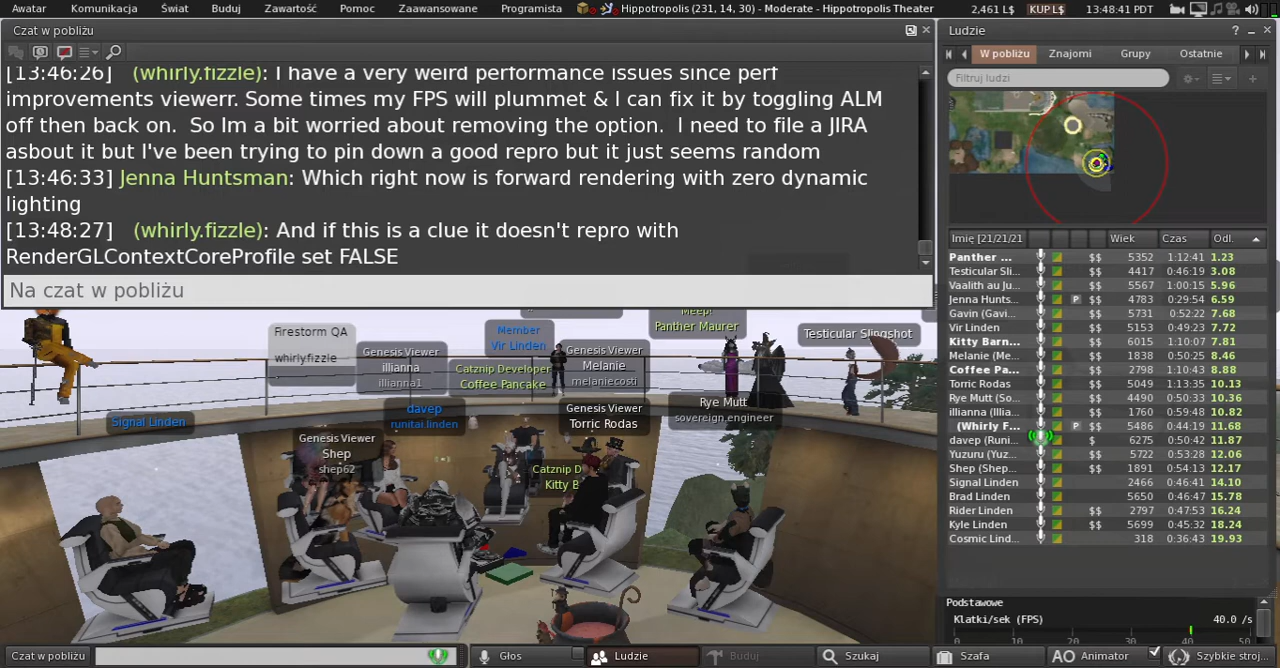 Awatar Komunikacja Świat Buduj Zawartość Pomoc Zaawansowane Programista Hippotropolis (231, 14, 30) - Moderate - Hippotropolis Theater 2,461 L$ KUP L$ 13:48:41 PDT
Czat w pobliżu
[13:46:26] (whirly.fizzle): I have a very weird performance issues since perf
improvements viewerr. Some times my FPS will plummet & I can fix it by toggling ALM
off then back on. So Im a bit worried about removing the option. I need to file a JIRA
asbout it but I've been trying to pin down a good repro but it just seems random
[13:46:33] Jenna Huntsman: Which right now is forward rendering with zero dynamic
lighting
[13:48:27] (whirly.fizzle): And if this is a clue it doesn't repro with
RenderGLContextCoreProfile set FALSE
Na czat w pobliżu
Meep!
Panther Maurer
Firestorm QA
whirlyfizzle
Member
Vir Linden
Testicular Slingshot
Genesis Viewer
illianna
illianna1
Catznip Developer
Coffee Pancake
Genesis Viewer
Melanie
melaniecosti
Signal Linden
davep
runitai.linden
Genesis Viewer
Torric Rodas
Rye Mutt
sovereign.engineer
Genesis Viewer
Shep
shep62
Catznip D
Kitty B
Ludzie
W pobliżu Znajomi Grupy Ostatnie
Filtruj ludzi
Imię [21/21/21 Wiek Czas Odl.
Panther ... $$ 5352 1:12:41 1.23
Testicular Sli... $$ 4417 0:46:19 3.08
Vaalith au Ju... $$ 5567 1:00:15 5.96
Jenna Hunts... P $$ 4783 0:29:54 6.59
Gavin (Gavi... $$ 5731 0:52:22 7.68
Vir Linden $$ 5153 0:49:23 7.72
Kitty Barn... $$ 6015 1:10:07 7.81
Melanie (Me... $$ 1838 0:50:25 8.46
Coffee Pa... $$ 2798 1:10:43 8.88
Torric Rodas $$ 5049 1:13:35 10.13
Rye Mutt (So... $$ 4490 0:50:33 10.36
illianna (Illia... $$ 1760 0:59:48 10.82
(Whirly F... P $$ 5486 0:44:19 11.68
davep (Runi... $ 6275 0:50:42 11.87
Yuzuru (Yuz... $$ 5722 0:53:28 12.06
Shep (Shep... $$ 1891 0:54:13 12.17
Signal Linden 2466 0:46:41 14.10
Brad Linden 5650 0:46:47 15.78
Rider Linden $$ 2797 0:47:53 16.24
Kyle Linden $$ 5699 0:45:32 18.24
Cosmic Lind... 318 0:36:43 19.93
Podstawowe
Klatki/sek (FPS) 40.0 /s
0 10 20 30 40 50
Czat w pobliżu Głos Ludzie Buduj Szukaj Szafa AO Animator Szybkie stroj...